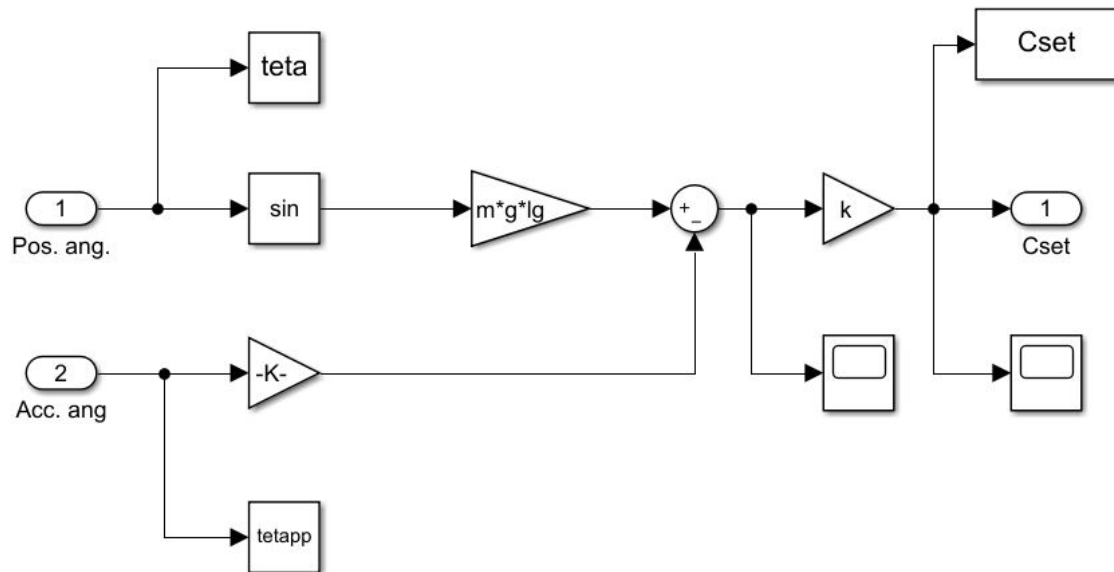 Cset
teta
1
Pos. ang.
sin
m*g*lg
+
_
k
1
Cset
2
Acc. ang
-K-
tetapp